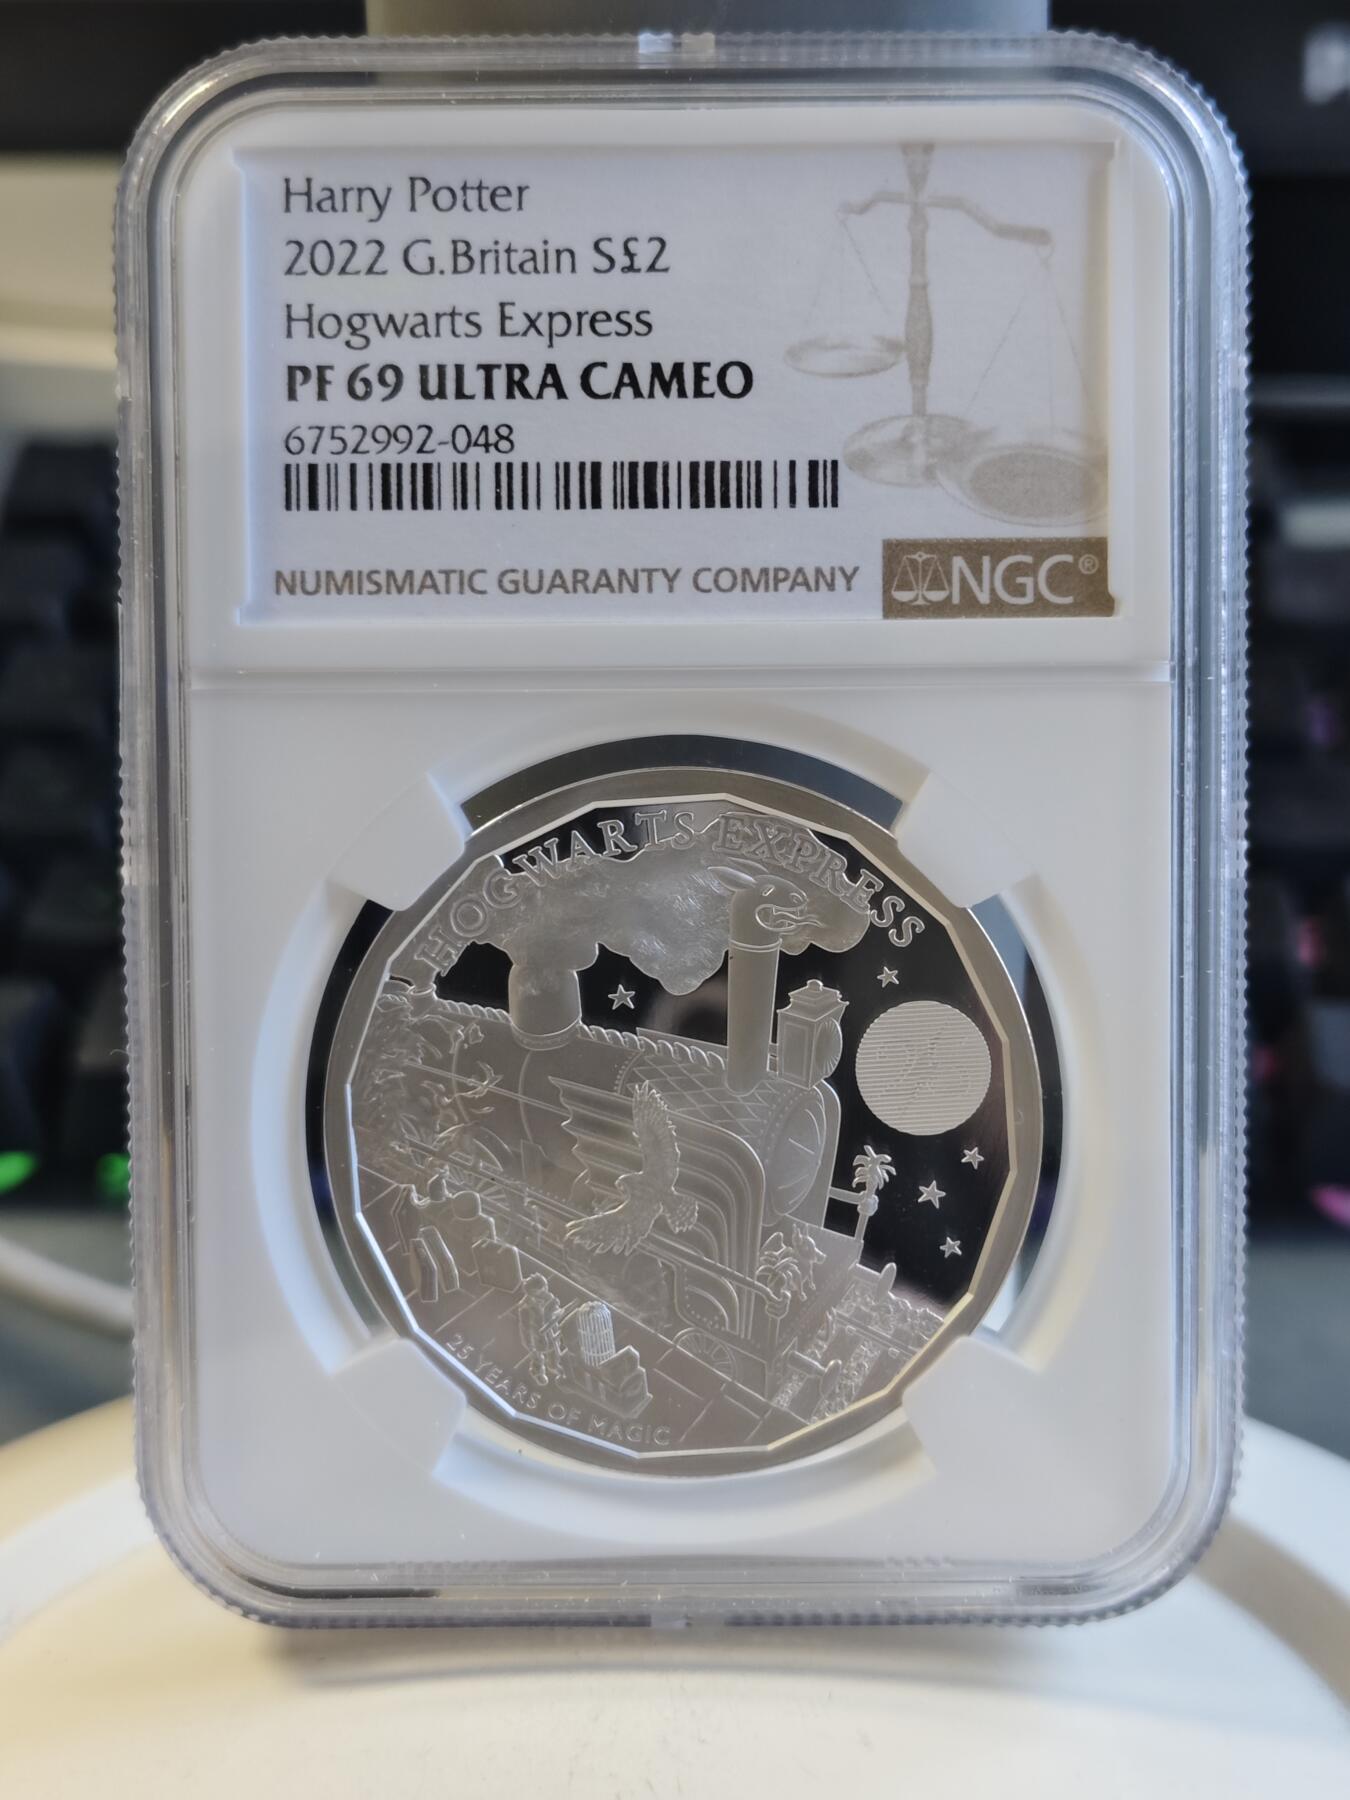 Harry Potter
2022 G.Britain S£2
Hogwarts Express
PF 69 ULTRA CAMEO
6752992-048
NUMISMATIC GUARANTY COMPANY
NGC®
HOGWARTS EXPRESS
25 YEARS OF MAGIC